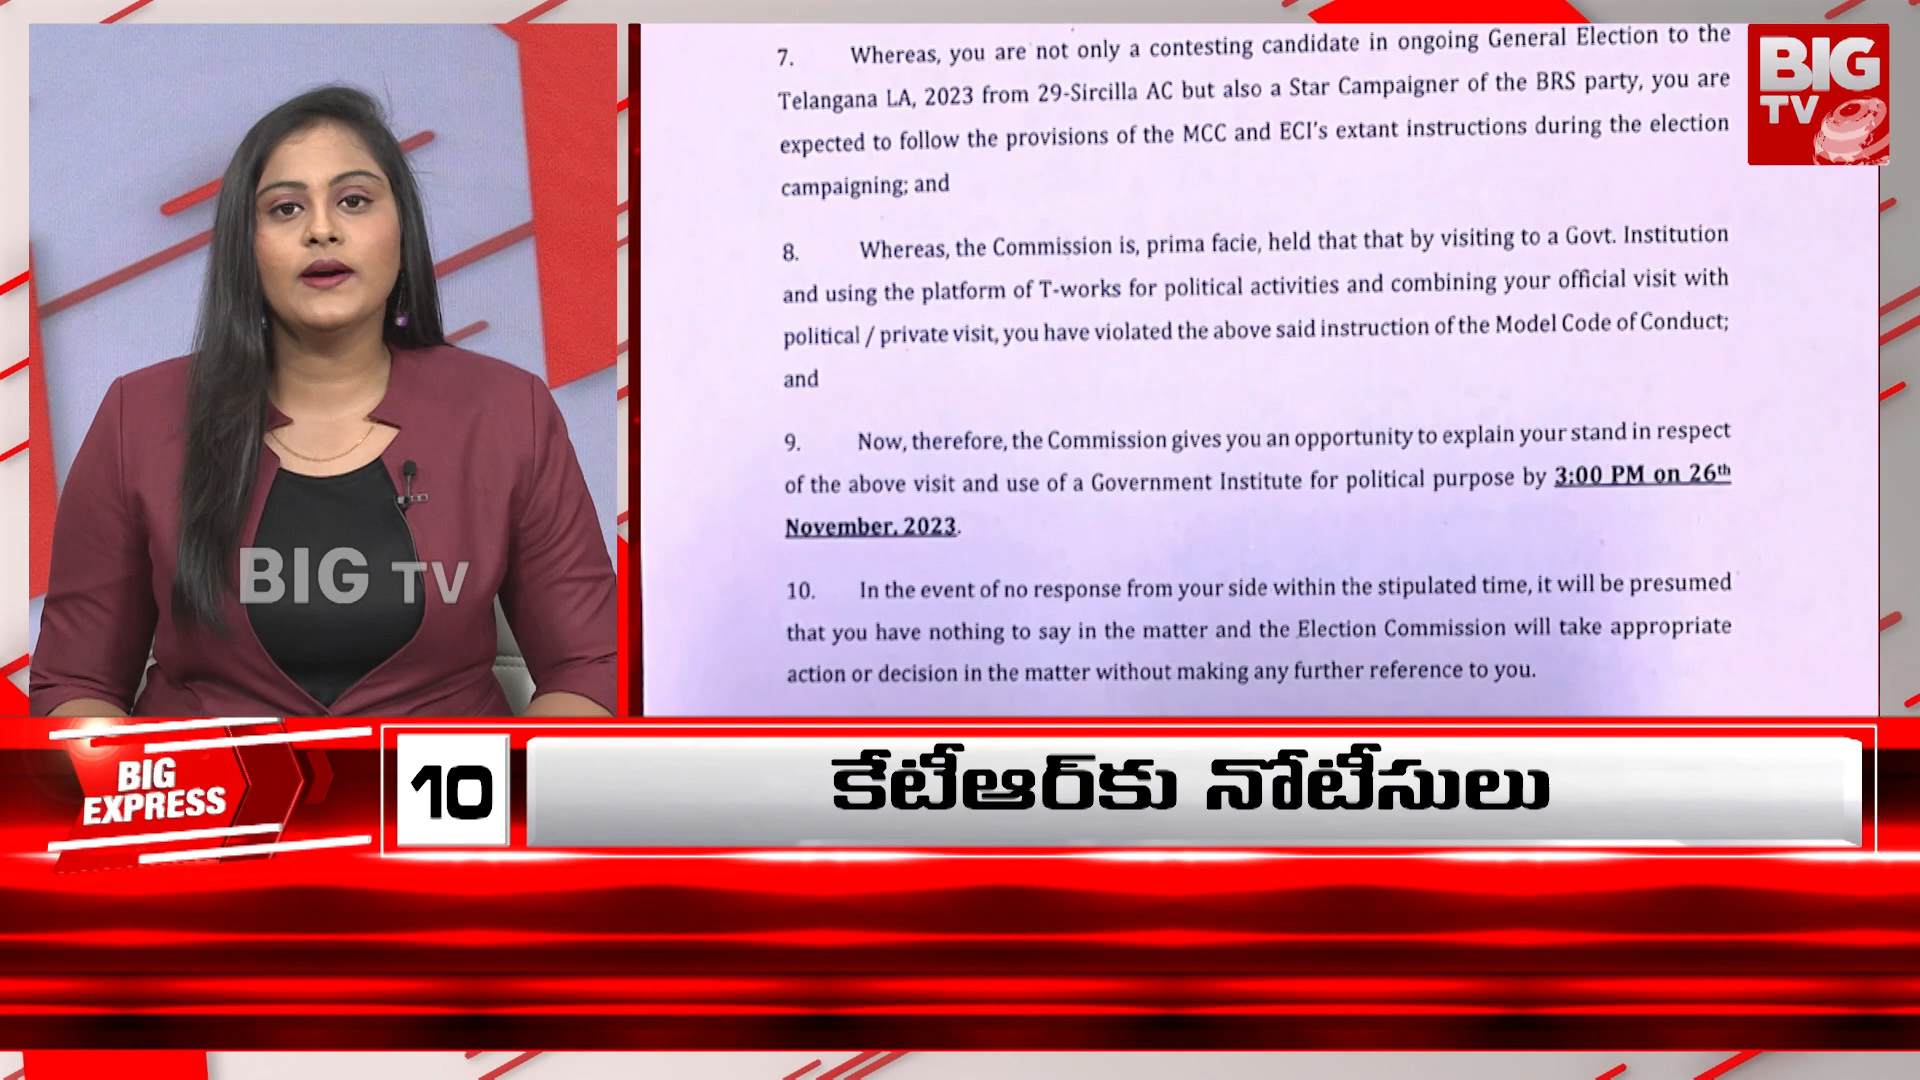 7. Whereas, you are not only a contesting candidate in ongoing General Election to the
Telangana LA, 2023 from 29-Sircilla AC but also a Star Campaigner of the BRS party, you are
expected to follow the provisions of the MCC and ECI's extant instructions during the election
campaigning; and
8. Whereas, the Commission is, prima facie, held that that by visiting to a Govt. Institution
and using the platform of T-works for political activities and combining your official visit with
political / private visit, you have violated the above said instruction of the Model Code of Conduct;
and
9. Now, therefore, the Commission gives you an opportunity to explain your stand in respect
of the above visit and use of a Government Institute for political purpose by 3:00 PM on 26th
November, 2023.
10. In the event of no response from your side within the stipulated time, it will be presumed
that you have nothing to say in the matter and the Election Commission will take appropriate
action or decision in the matter without making any further reference to you.
BIG
TV
BIG TV
BIG
EXPRESS
10
కేటీఆర్‌కు నోటీసులు